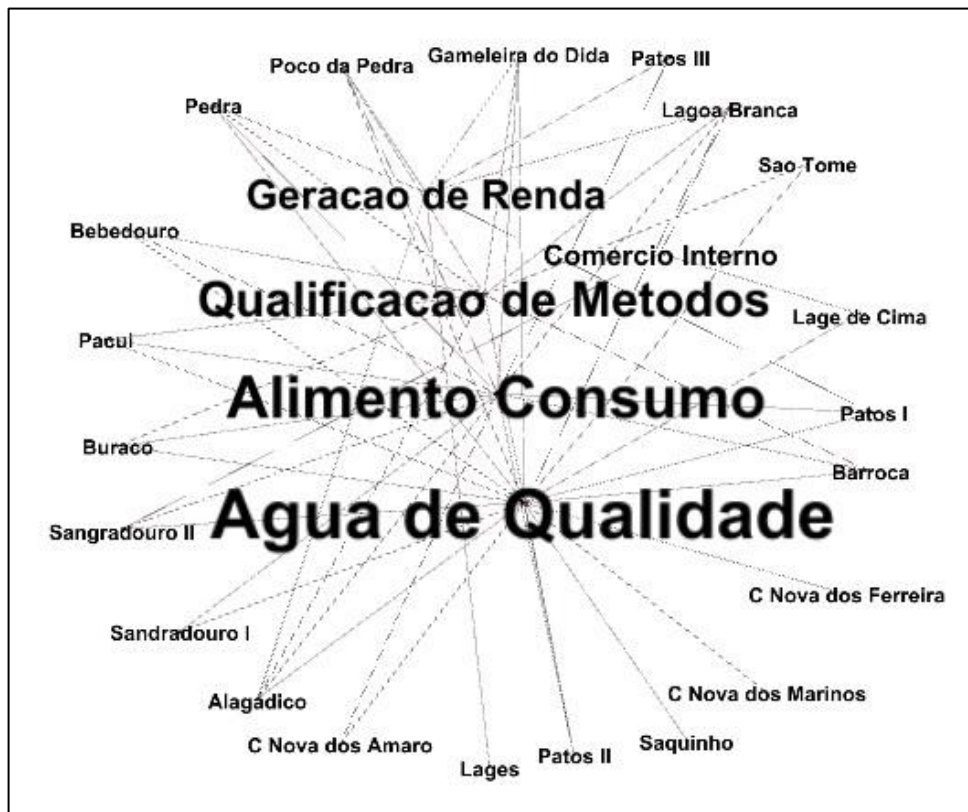 Gameleira do Dida
Patos III
Poco da Pedra
Pedra
Lagoa Branca
Sao Tome
Geracao de Renda
Bebedouro
Comercio Interno
Qualificacao de Metodos
Lage de Cima
Pacui
Alimento Consumo
Patos I
Buraco
Barroca
Agua de Qualidade
Sangradouro II
C Nova dos Ferreira
Sandradouro I
C Nova dos Marinos
Alagádico
C Nova dos Amaro
Saquinho
Patos II
Lages